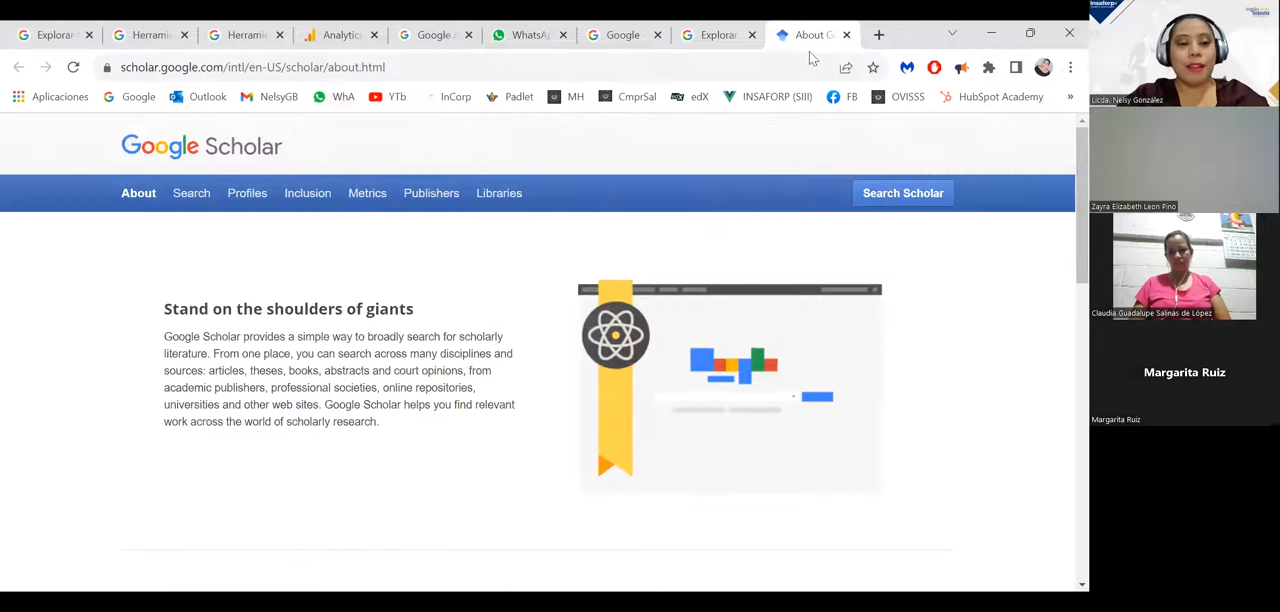 Explorar
Herramie
Herramie
Analytics
Google A
WhatsAp
Google
Explorar
About G
scholar.google.com/intl/en-US/scholar/about.html
Aplicaciones
Google
Outlook
NelsyGB
WhA
YTb
InCorp
Padlet
MH
CmprSal
edX
INSAFORP (SIII)
FB
OVISSS
HubSpot Academy
»
Google Scholar
About
Search
Profiles
Inclusion
Metrics
Publishers
Libraries
Search Scholar
Stand on the shoulders of giants
Google Scholar provides a simple way to broadly search for scholarly
literature. From one place, you can search across many disciplines and
sources: articles, theses, books, abstracts and court opinions, from
academic publishers, professional societies, online repositories,
universities and other web sites. Google Scholar helps you find relevant
work across the world of scholarly research.
Insaforp
Licda. Nelsy González
Zayra Elizabeth Leon Pino
Claudia Guadalupe Salinas de López
Margarita Ruiz
Margarita Ruiz